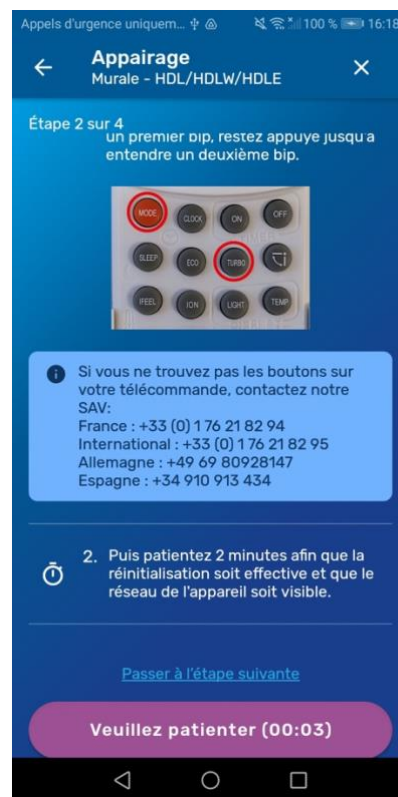 Appels d'urgence uniquem... 100 % 16:18
Appairage
Murale - HDL/HDLW/HDLE
Étape 2 sur 4
un premier bip, restez appuyé jusqu'à
entendre un deuxième bip.
MODE CLOCK ON OFF
SLEEP ECO TURBO
IFEEL ION LIGHT TEMP
Si vous ne trouvez pas les boutons sur
votre télécommande, contactez notre
SAV:
France : +33 (0) 1 76 21 82 94
International : +33 (0) 1 76 21 82 95
Allemagne : +49 69 80928147
Espagne : +34 910 913 434
2. Puis patientez 2 minutes afin que la
réinitialisation soit effective et que le
réseau de l'appareil soit visible.
Passer à l'étape suivante
Veuillez patienter (00:03)